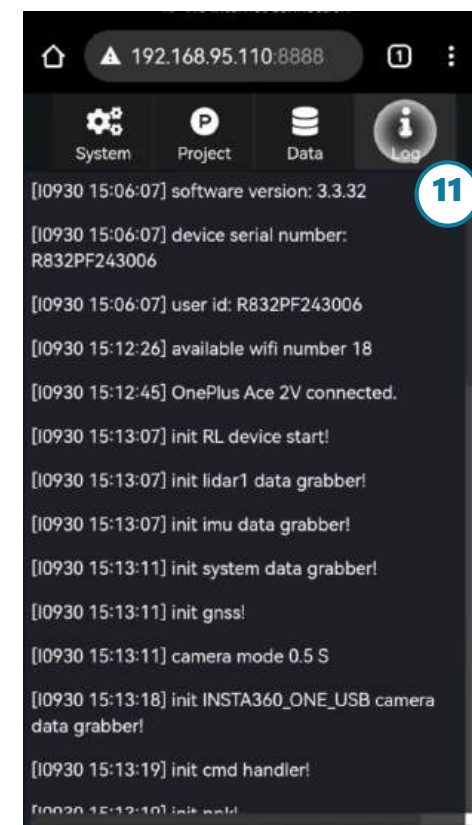 192.168.95.110:8888
1
System
Project
Data
Log
11
[I0930 15:06:07] software version: 3.3.32
[I0930 15:06:07] device serial number:
R832PF243006
[I0930 15:06:07] user id: R832PF243006
[I0930 15:12:26] available wifi number 18
[I0930 15:12:45] OnePlus Ace 2V connected.
[I0930 15:13:07] init RL device start!
[I0930 15:13:07] init lidar1 data grabber!
[I0930 15:13:07] init imu data grabber!
[I0930 15:13:11] init system data grabber!
[I0930 15:13:11] init gnss!
[I0930 15:13:11] camera mode 0.5 S
[I0930 15:13:18] init INSTA360_ONE_USB camera
data grabber!
[I0930 15:13:19] init cmd handler!